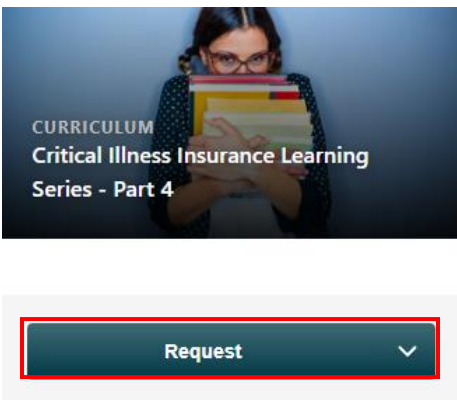 CURRICULUM
Critical Illness Insurance Learning
Series - Part 4
Request